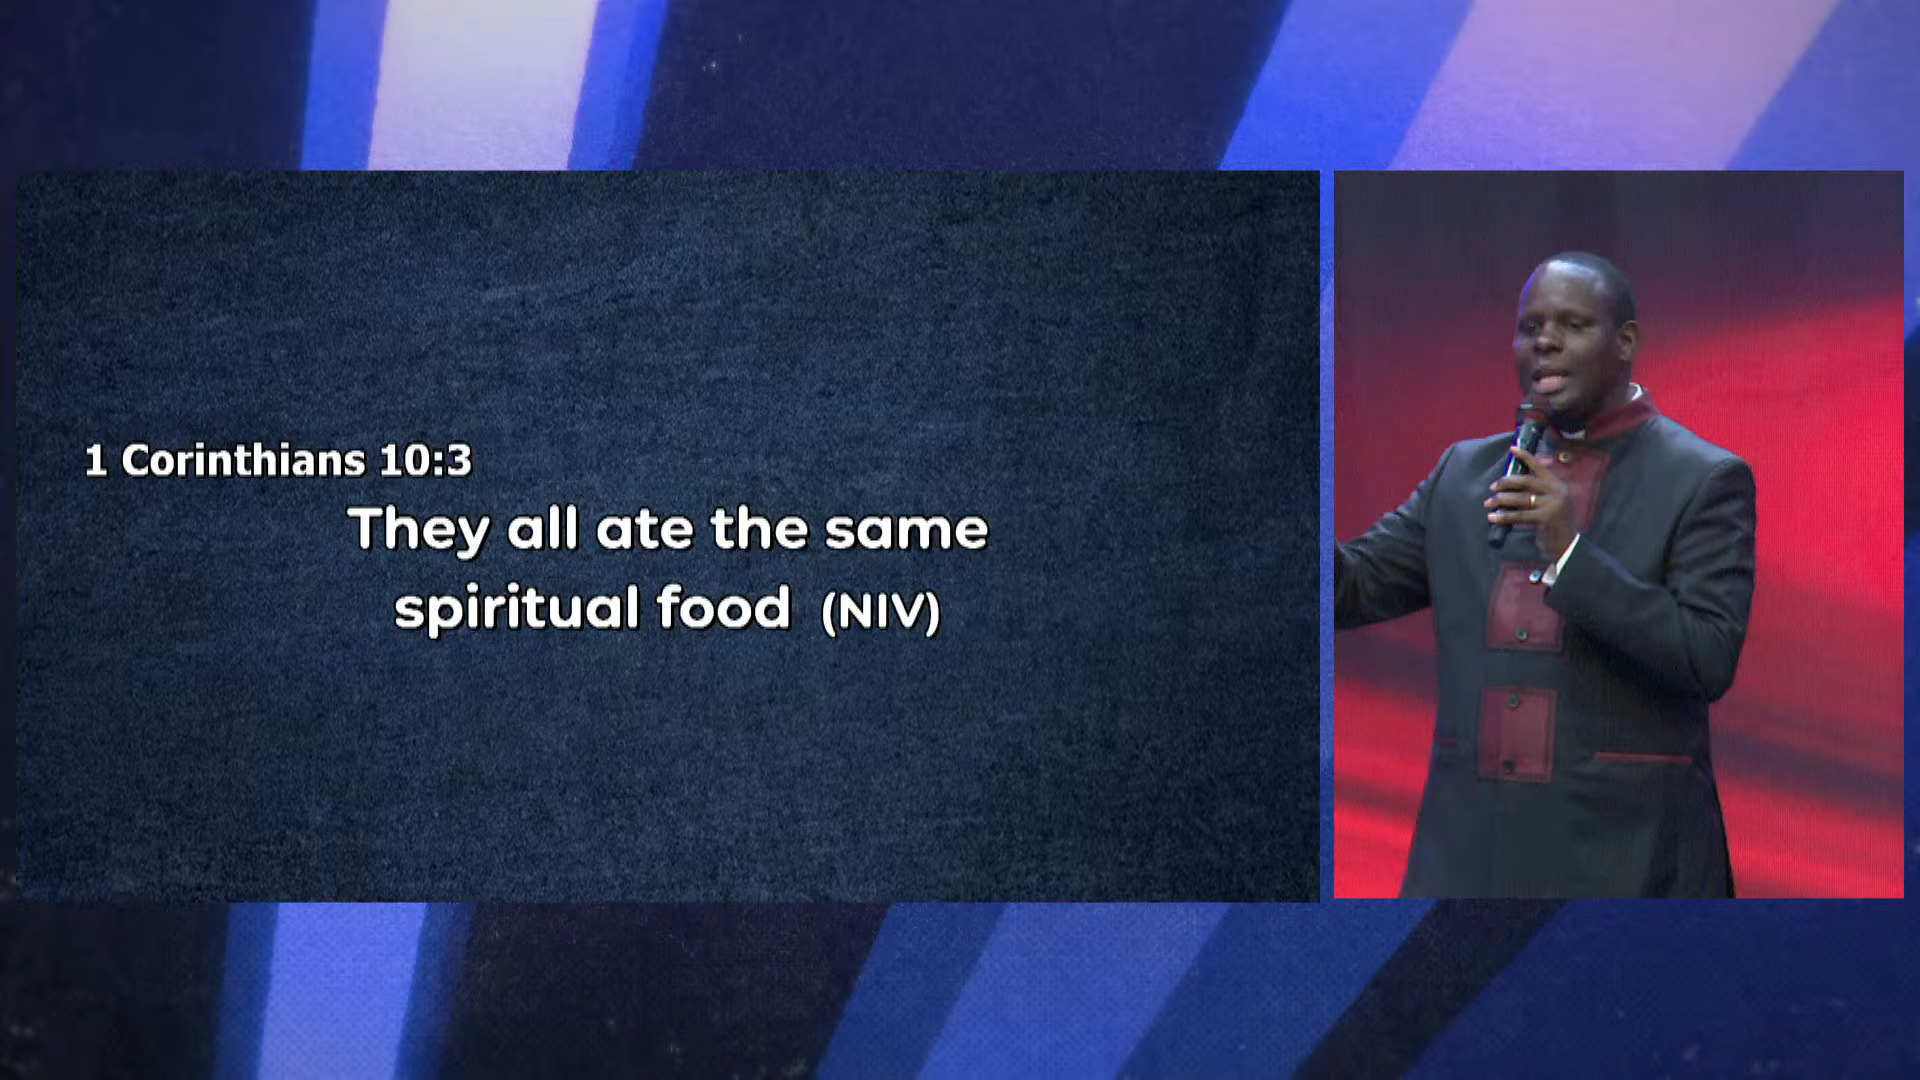 1 Corinthians 10:3
They all ate the same
spiritual food (NIV)